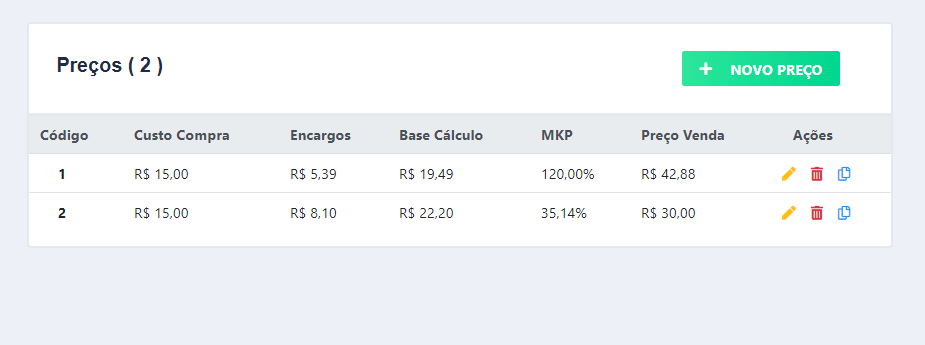 Preços ( 2 )
+ NOVO PREÇO
Código Custo Compra Encargos Base Cálculo MKP Preço Venda Ações
1 R$ 15,00 R$ 5,39 R$ 19,49 120,00% R$ 42,88
2 R$ 15,00 R$ 8,10 R$ 22,20 35,14% R$ 30,00